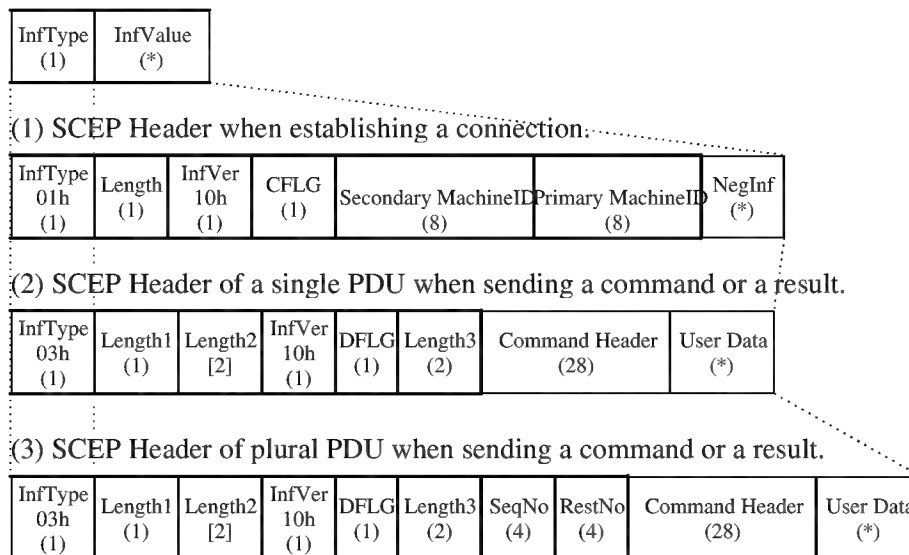 InfType InfValue
(1) (*)
(1) SCEP Header when establishing a connection.
InfType 01h (1) Length (1) InfVer 10h (1) CFLG (1) Secondary MachineID (8) Primary MachineID (8) NegInf (*)
(2) SCEP Header of a single PDU when sending a command or a result.
InfType 03h (1) Length1 (1) Length2 [2] InfVer 10h (1) DFLG (1) Length3 (2) Command Header (28) User Data (*)
(3) SCEP Header of plural PDU when sending a command or a result.
InfType 03h (1) Length1 (1) Length2 [2] InfVer 10h (1) DFLG (1) Length3 (2) SeqNo (4) RestNo (4) Command Header (28) User Data (*)